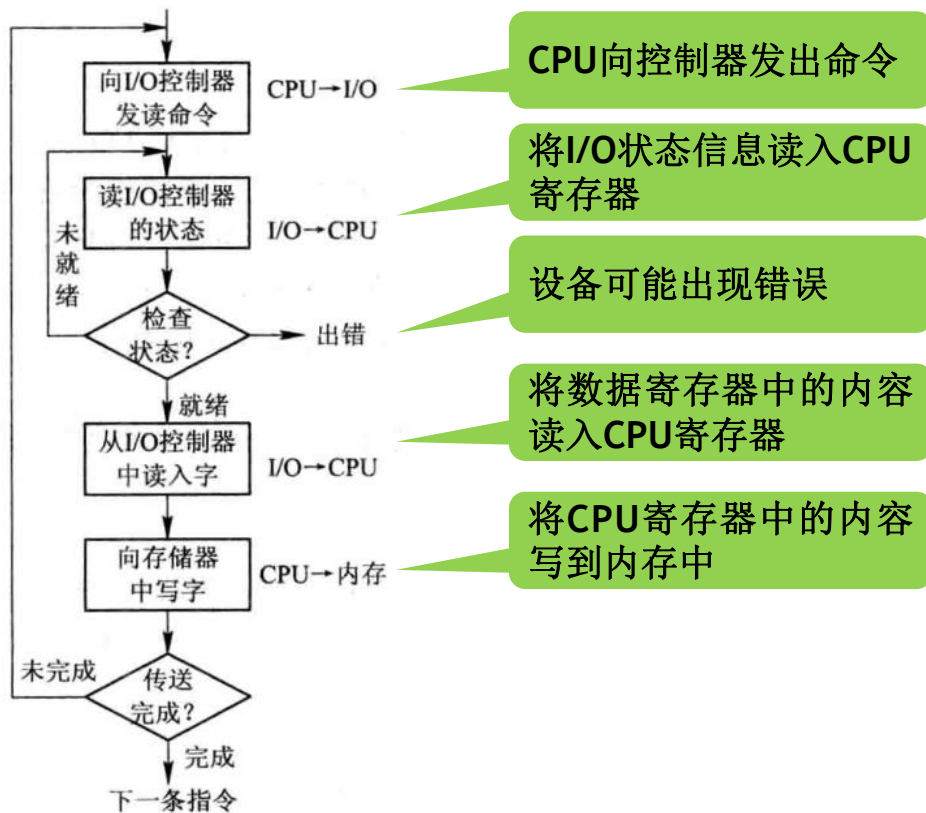 CPU向控制器发出命令
向I/O控制器
发读命令
CPU→I/O
将I/O状态信息读入CPU
寄存器
读I/O控制器
的状态
I/O→CPU
未
就
绪
设备可能出现错误
检查
状态?
出错
就绪
将数据寄存器中的内容
读入CPU寄存器
从I/O控制器
中读入字
I/O→CPU
将CPU寄存器中的内容
写到内存中
向存储器
中写字
CPU→内存
未完成
传送
完成?
完成
下一条指令